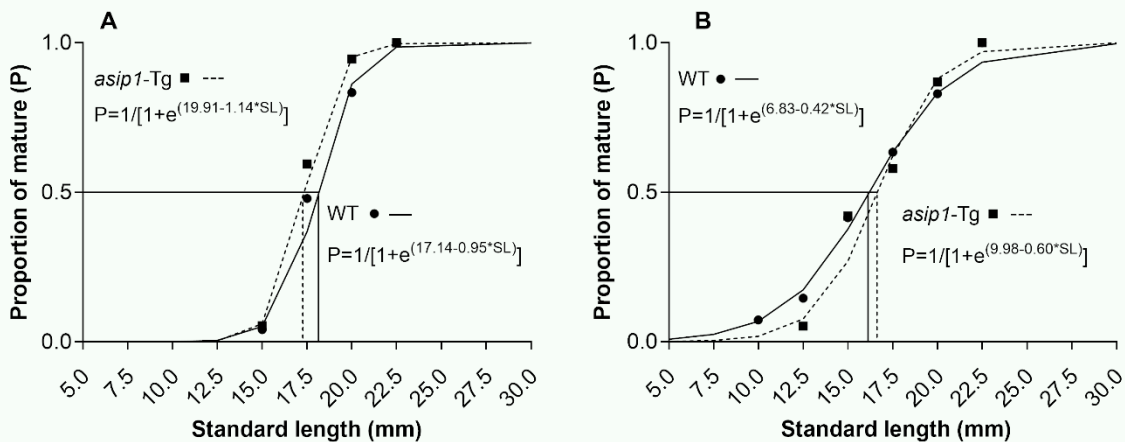 A
Proportion of mature (P)
1.0
0.5
0.0
asip1-Tg
P=1/[1+e^(19.91-1.14*SL)]
WT
P=1/[1+e^(17.14-0.95*SL)]
5.0 7.5 10.0 12.5 15.0 17.5 20.0 22.5 25.0 27.5 30.0
Standard length (mm)
B
Proportion of mature (P)
1.0
0.5
0.0
WT
P=1/[1+e^(6.83-0.42*SL)]
asip1-Tg
P=1/[1+e^(9.98-0.60*SL)]
5.0 7.5 10.0 12.5 15.0 17.5 20.0 22.5 25.0 27.5 30.0
Standard length (mm)